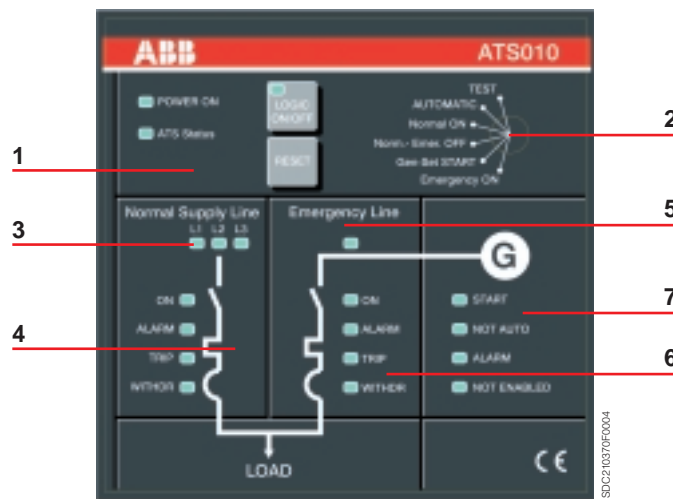 ABB ATS010
POWER ON
ATS Status
LOGIC
ON/OFF
RESET
TEST
AUTOMATIC
Normal ON
Norm.- Emer. OFF
Gen-Set START
Emergency ON
1
2
Normal Supply Line
L1 L2 L3
Emergency Line
3
5
G
ON
ALARM
TRIP
WITHDR
4
ON
ALARM
TRIP
WITHDR
6
START
NOT AUTO
ALARM
NOT ENABLED
7
LOAD
CE
SDC210370F0004